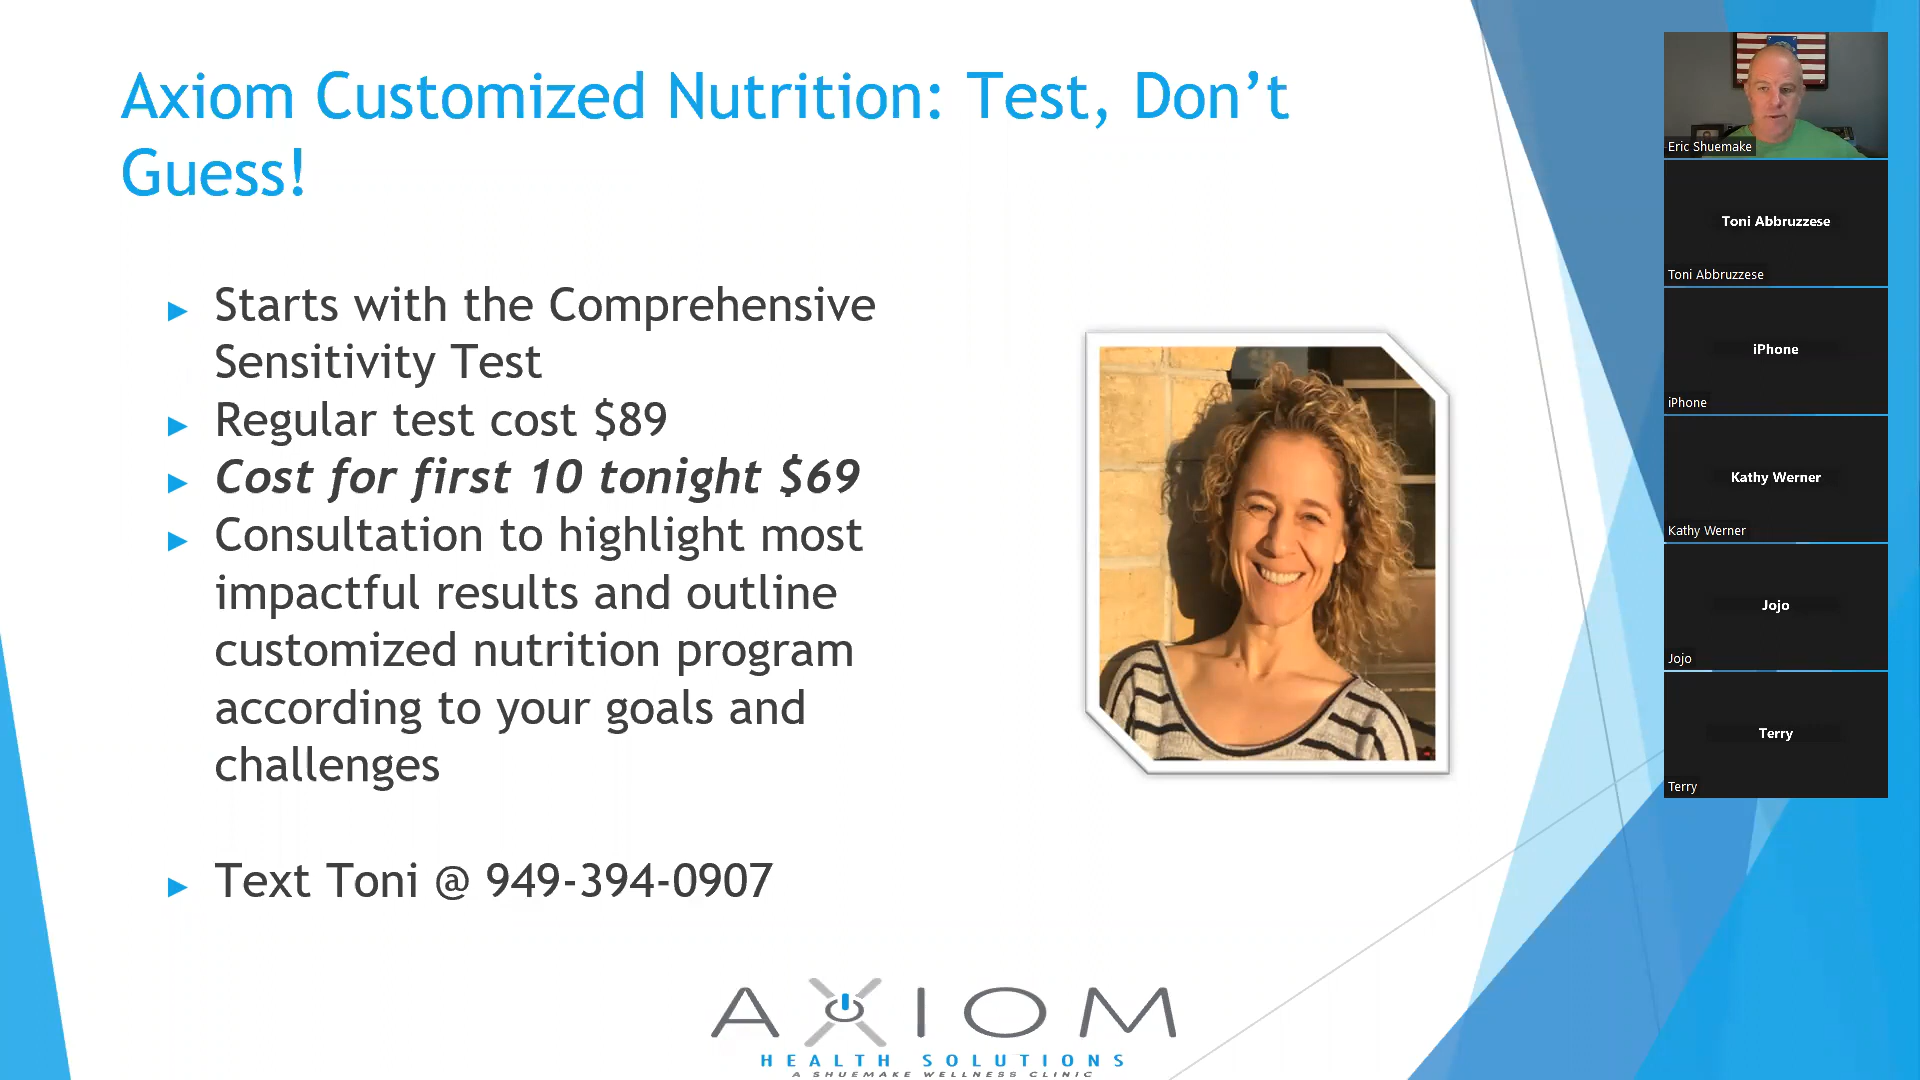 Axiom Customized Nutrition: Test, Don’t
Guess!
Starts with the Comprehensive
Sensitivity Test
Regular test cost $89
Cost for first 10 tonight $69
Consultation to highlight most
impactful results and outline
customized nutrition program
according to your goals and
challenges
Text Toni @ 949-394-0907
AXIOM
HEALTH SOLUTIONS
A SHUEMAKE WELLNESS CLINIC
Eric Shuemake
Toni Abbruzzese
Toni Abbruzzese
iPhone
iPhone
Kathy Werner
Kathy Werner
Jojo
Jojo
Terry
Terry